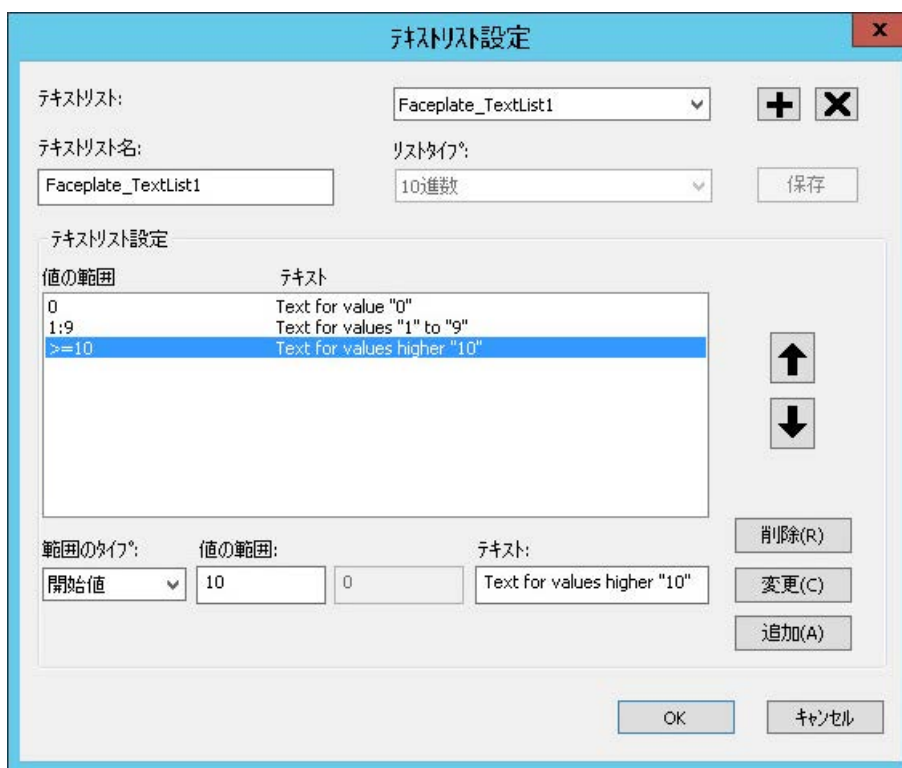 テキストリスト設定
x
テキストリスト:
Faceplate_TextList1
テキストリスト名:
リストタイプ:
Faceplate_TextList1
10進数
保存
テキストリスト設定
値の範囲 テキスト
0 Text for value "0"
1:9 Text for values "1" to "9"
>=10 Text for values higher "10"
削除(R)
範囲のタイプ: 値の範囲: テキスト:
開始値 10 0 Text for values higher "10"
変更(C)
追加(A)
OK キャンセル